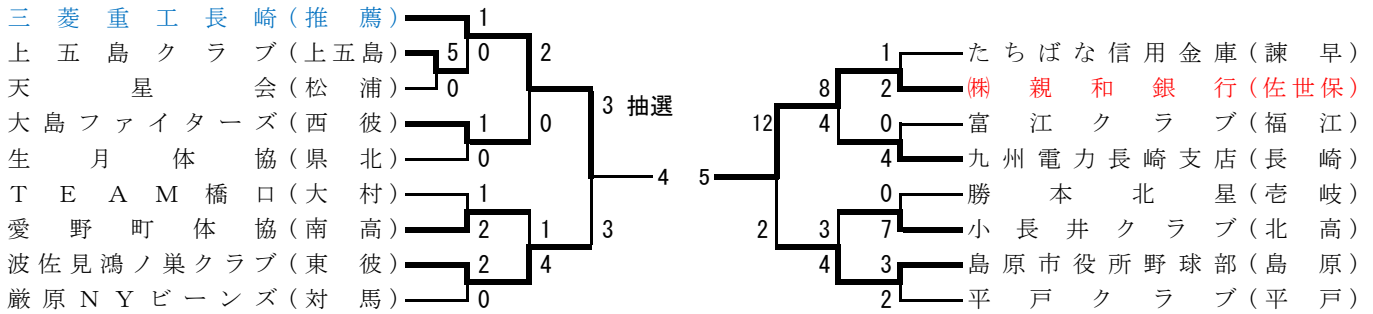 三菱重工長崎(推薦) 1
上五島クラブ(上五島) 5 0 2
天星会(松浦) 0
3 抽選
大島ファイターズ(西彼) 1 0
生月体協(県北) 0
4
TEAM橋口(大村) 1
愛野町体協(南高) 2 1 3
波佐見鴻ノ巣クラブ(東彼) 2 4
厳原NYビーンズ(対馬) 0
1 たちばな信用金庫(諫早)
8 2 ㈱親和銀行(佐世保)
12 4 0 富江クラブ(福江)
4 九州電力長崎支店(長崎)
5
0 勝本北星(壱岐)
2 3 7 小長井クラブ(北高)
4 3 島原市役所野球部(島原)
2 平戸クラブ(平戸)